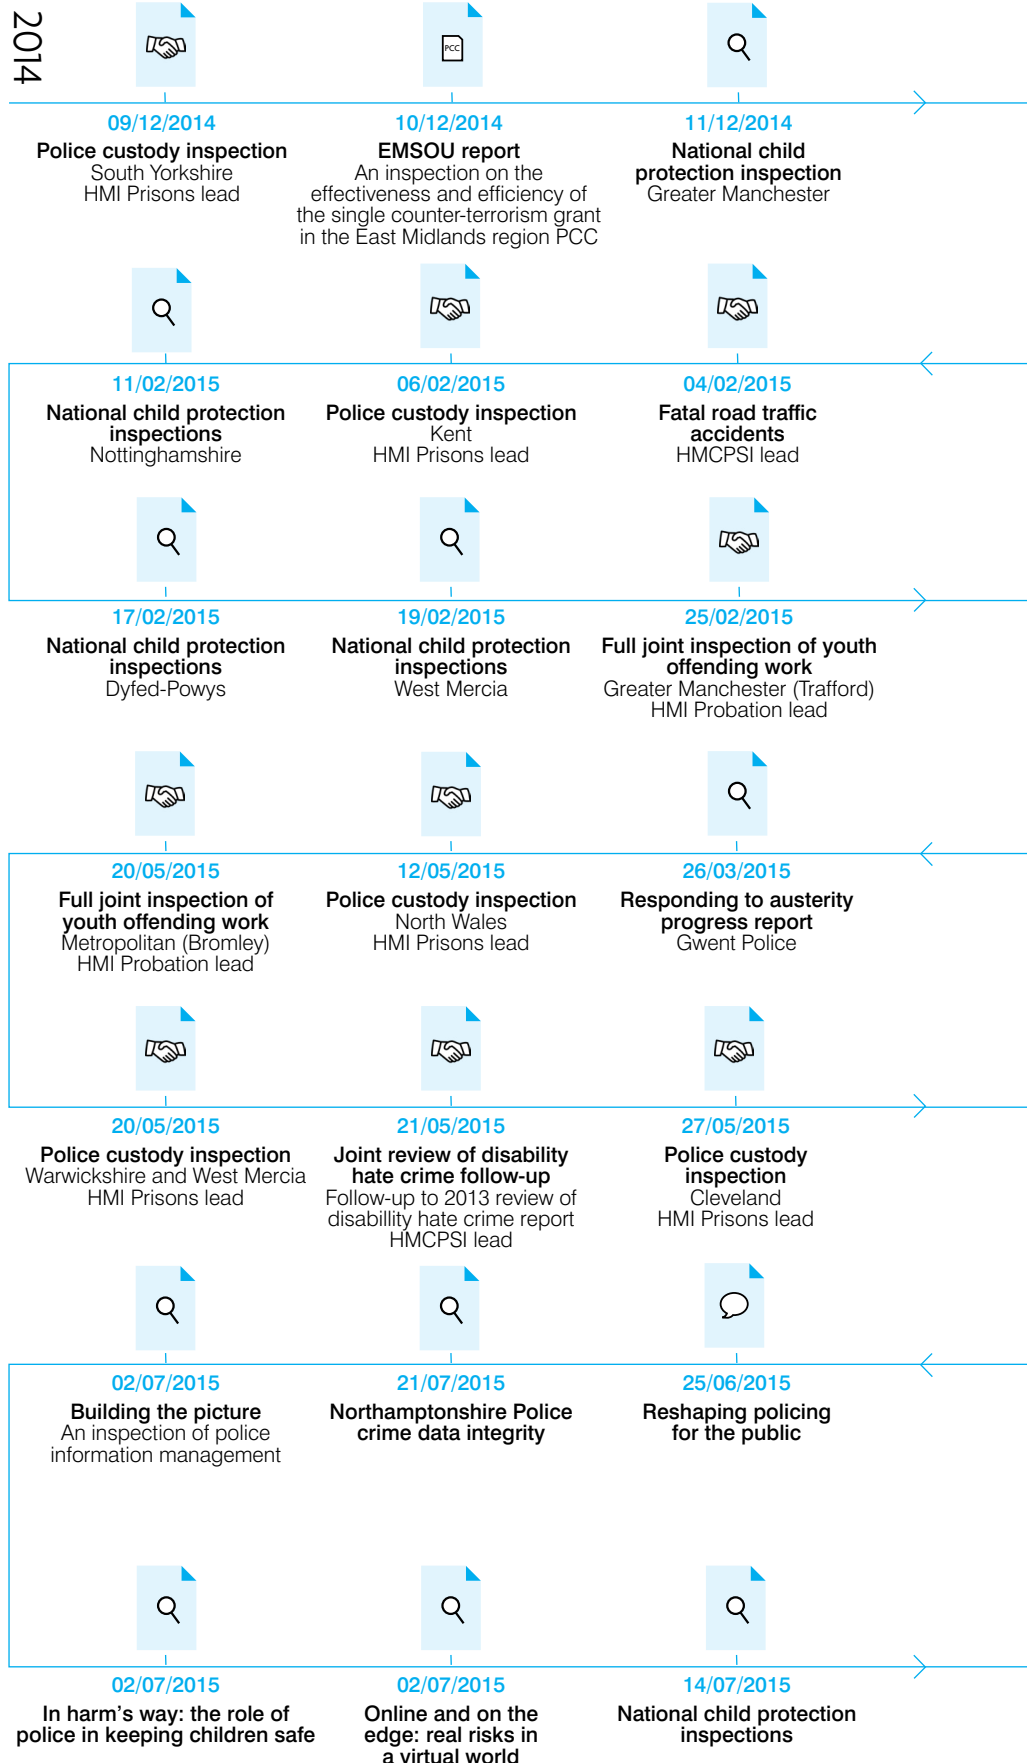 2014
PCC
09/12/2014
Police custody inspection
South Yorkshire
HMI Prisons lead
10/12/2014
EMSOU report
An inspection on the
effectiveness and efficiency of
the single counter-terrorism grant
in the East Midlands region PCC
11/12/2014
National child
protection inspection
Greater Manchester
11/02/2015
National child protection
inspections
Nottinghamshire
06/02/2015
Police custody inspection
Kent
HMI Prisons lead
04/02/2015
Fatal road traffic
accidents
HMCPSI lead
17/02/2015
National child protection
inspections
Dyfed-Powys
19/02/2015
National child protection
inspections
West Mercia
25/02/2015
Full joint inspection of youth
offending work
Greater Manchester (Trafford)
HMI Probation lead
20/05/2015
Full joint inspection of
youth offending work
Metropolitan (Bromley)
HMI Probation lead
12/05/2015
Police custody inspection
North Wales
HMI Prisons lead
26/03/2015
Responding to austerity
progress report
Gwent Police
20/05/2015
Police custody inspection
Warwickshire and West Mercia
HMI Prisons lead
21/05/2015
Joint review of disability
hate crime follow-up
Follow-up to 2013 review of
disabillity hate crime report
HMCPSI lead
27/05/2015
Police custody
inspection
Cleveland
HMI Prisons lead
02/07/2015
Building the picture
An inspection of police
information management
21/07/2015
Northamptonshire Police
crime data integrity
25/06/2015
Reshaping policing
for the public
02/07/2015
In harm's way: the role of
police in keeping children safe
02/07/2015
Online and on the
edge: real risks in
a virtual world
14/07/2015
National child protection
inspections